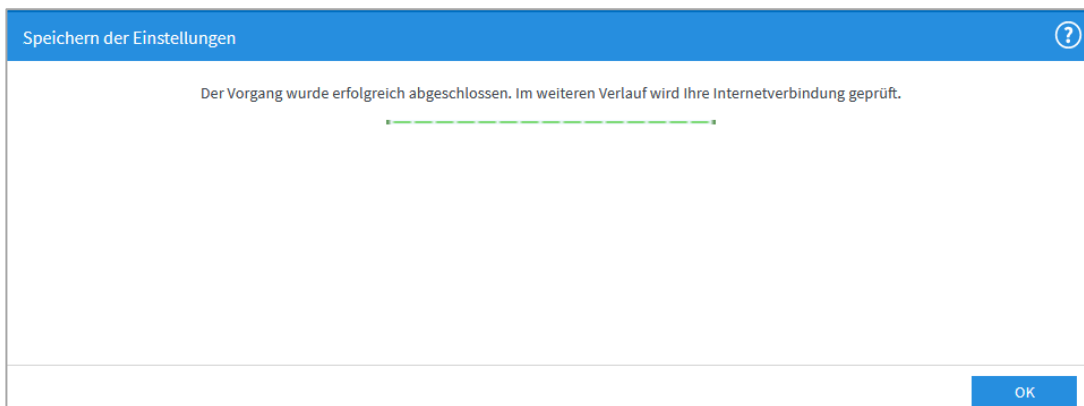 Speichern der Einstellungen
?
Der Vorgang wurde erfolgreich abgeschlossen. Im weiteren Verlauf wird Ihre Internetverbindung geprüft.
OK